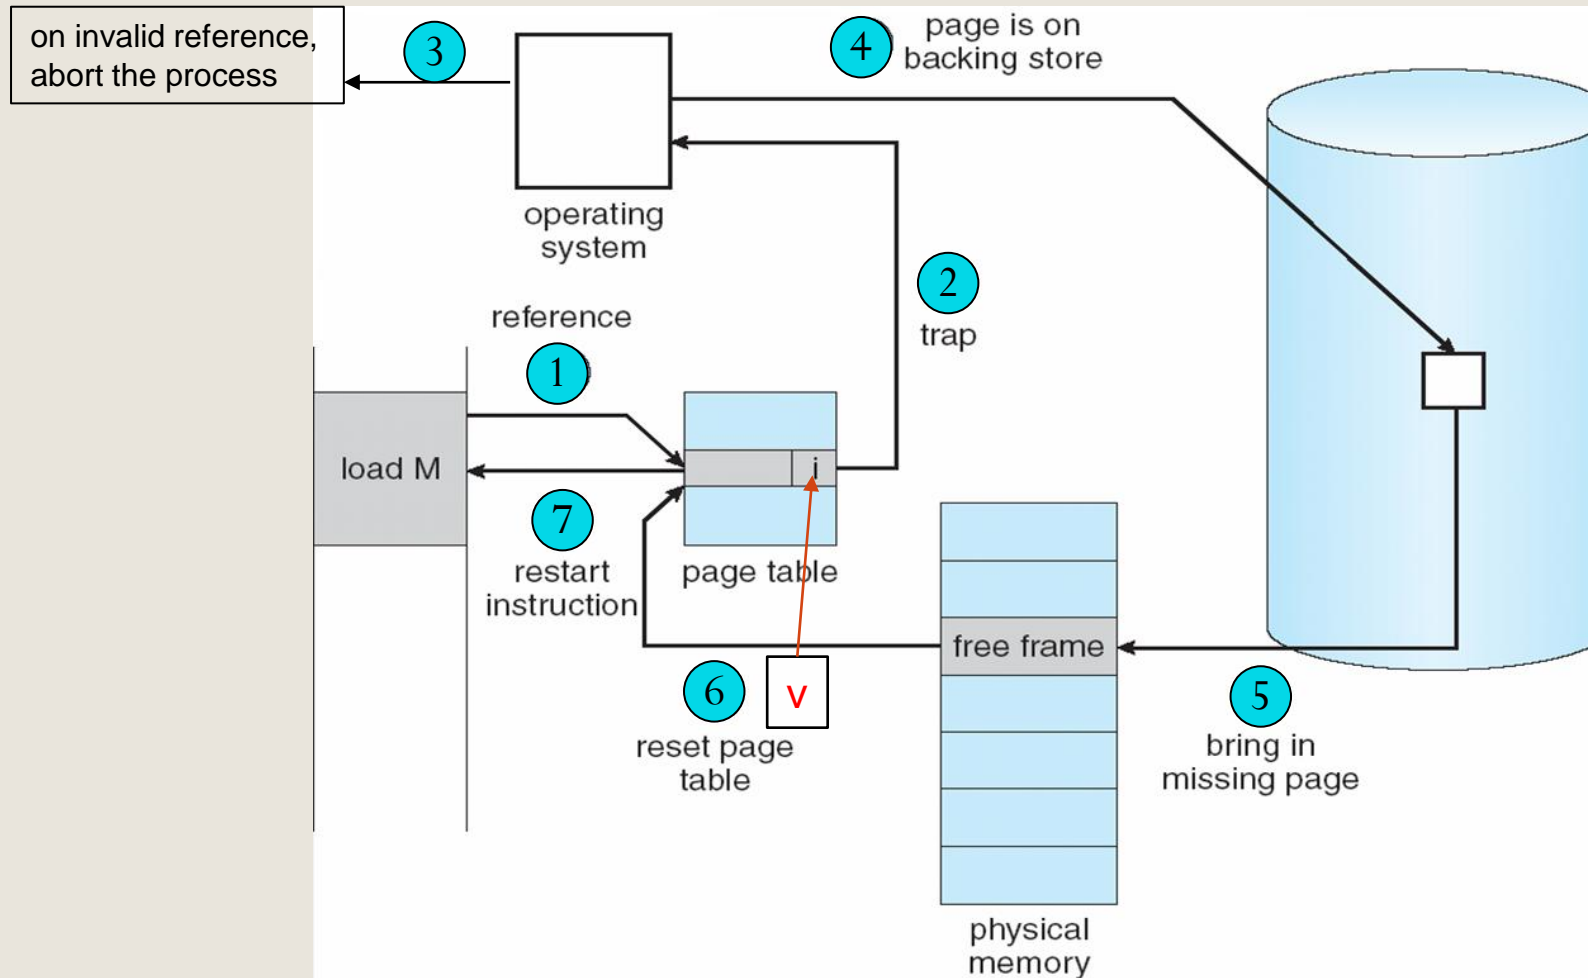 on invalid reference,
abort the process
3
4
page is on
backing store
operating
system
2
trap
reference
1
load M
i
7
restart
instruction
page table
free frame
6
v
reset page
table
5
bring in
missing page
physical
memory